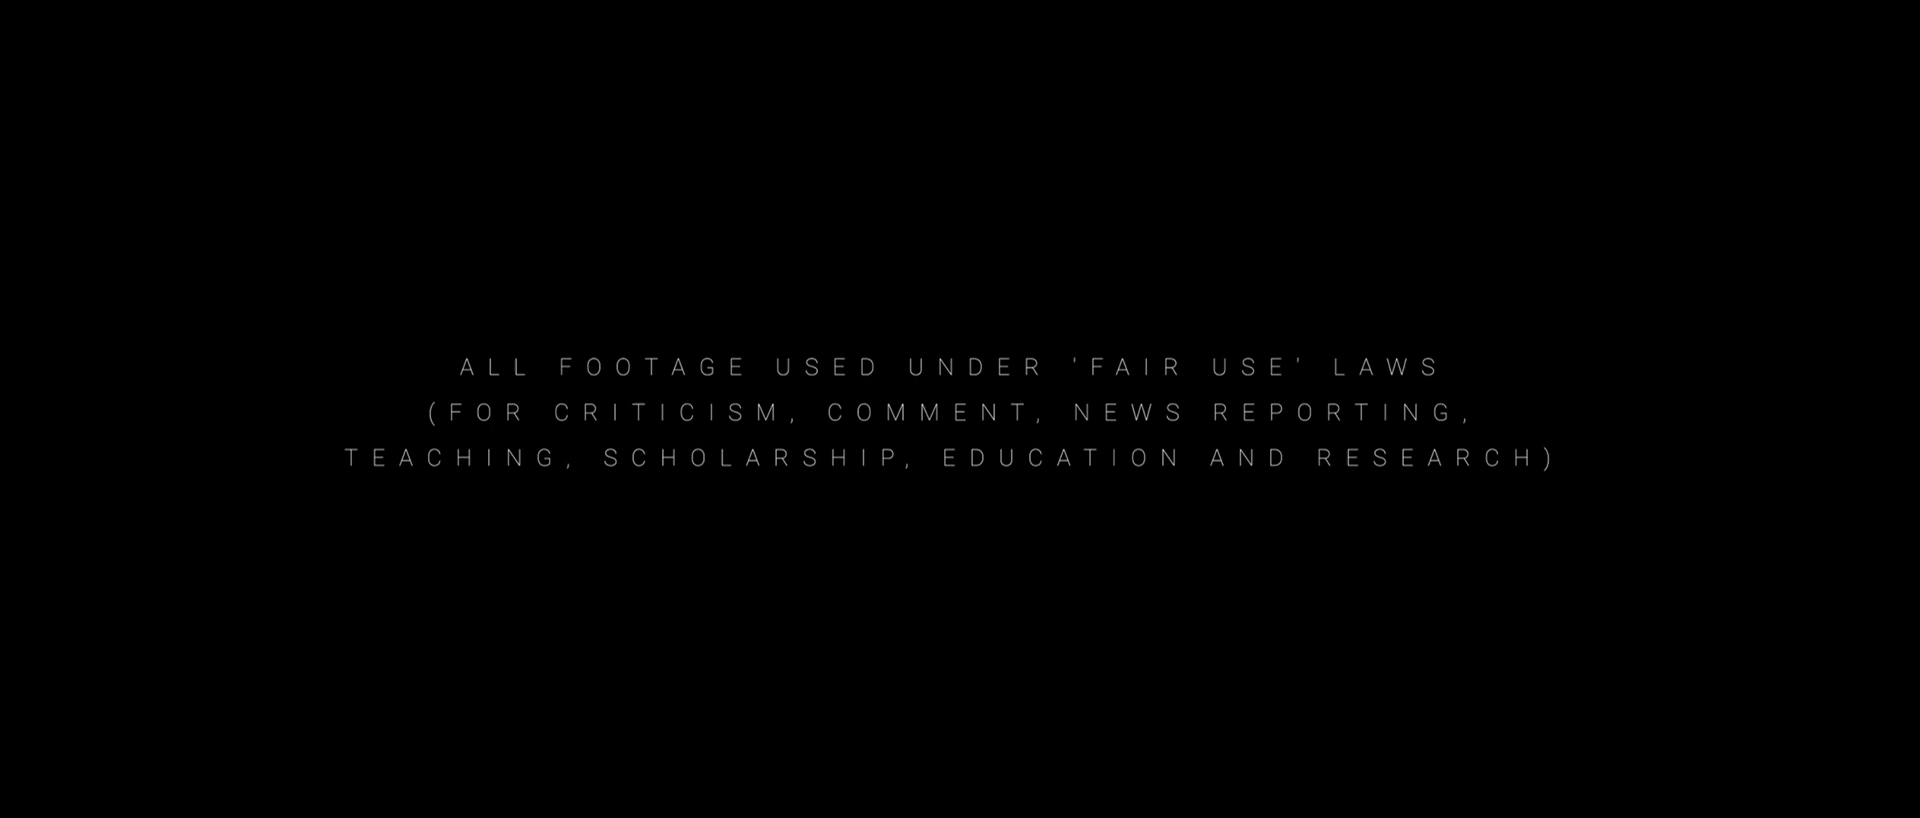 ALL FOOTAGE USED UNDER 'FAIR USE' LAWS
(FOR CRITICISM, COMMENT, NEWS REPORTING,
TEACHING, SCHOLARSHIP, EDUCATION AND RESEARCH)